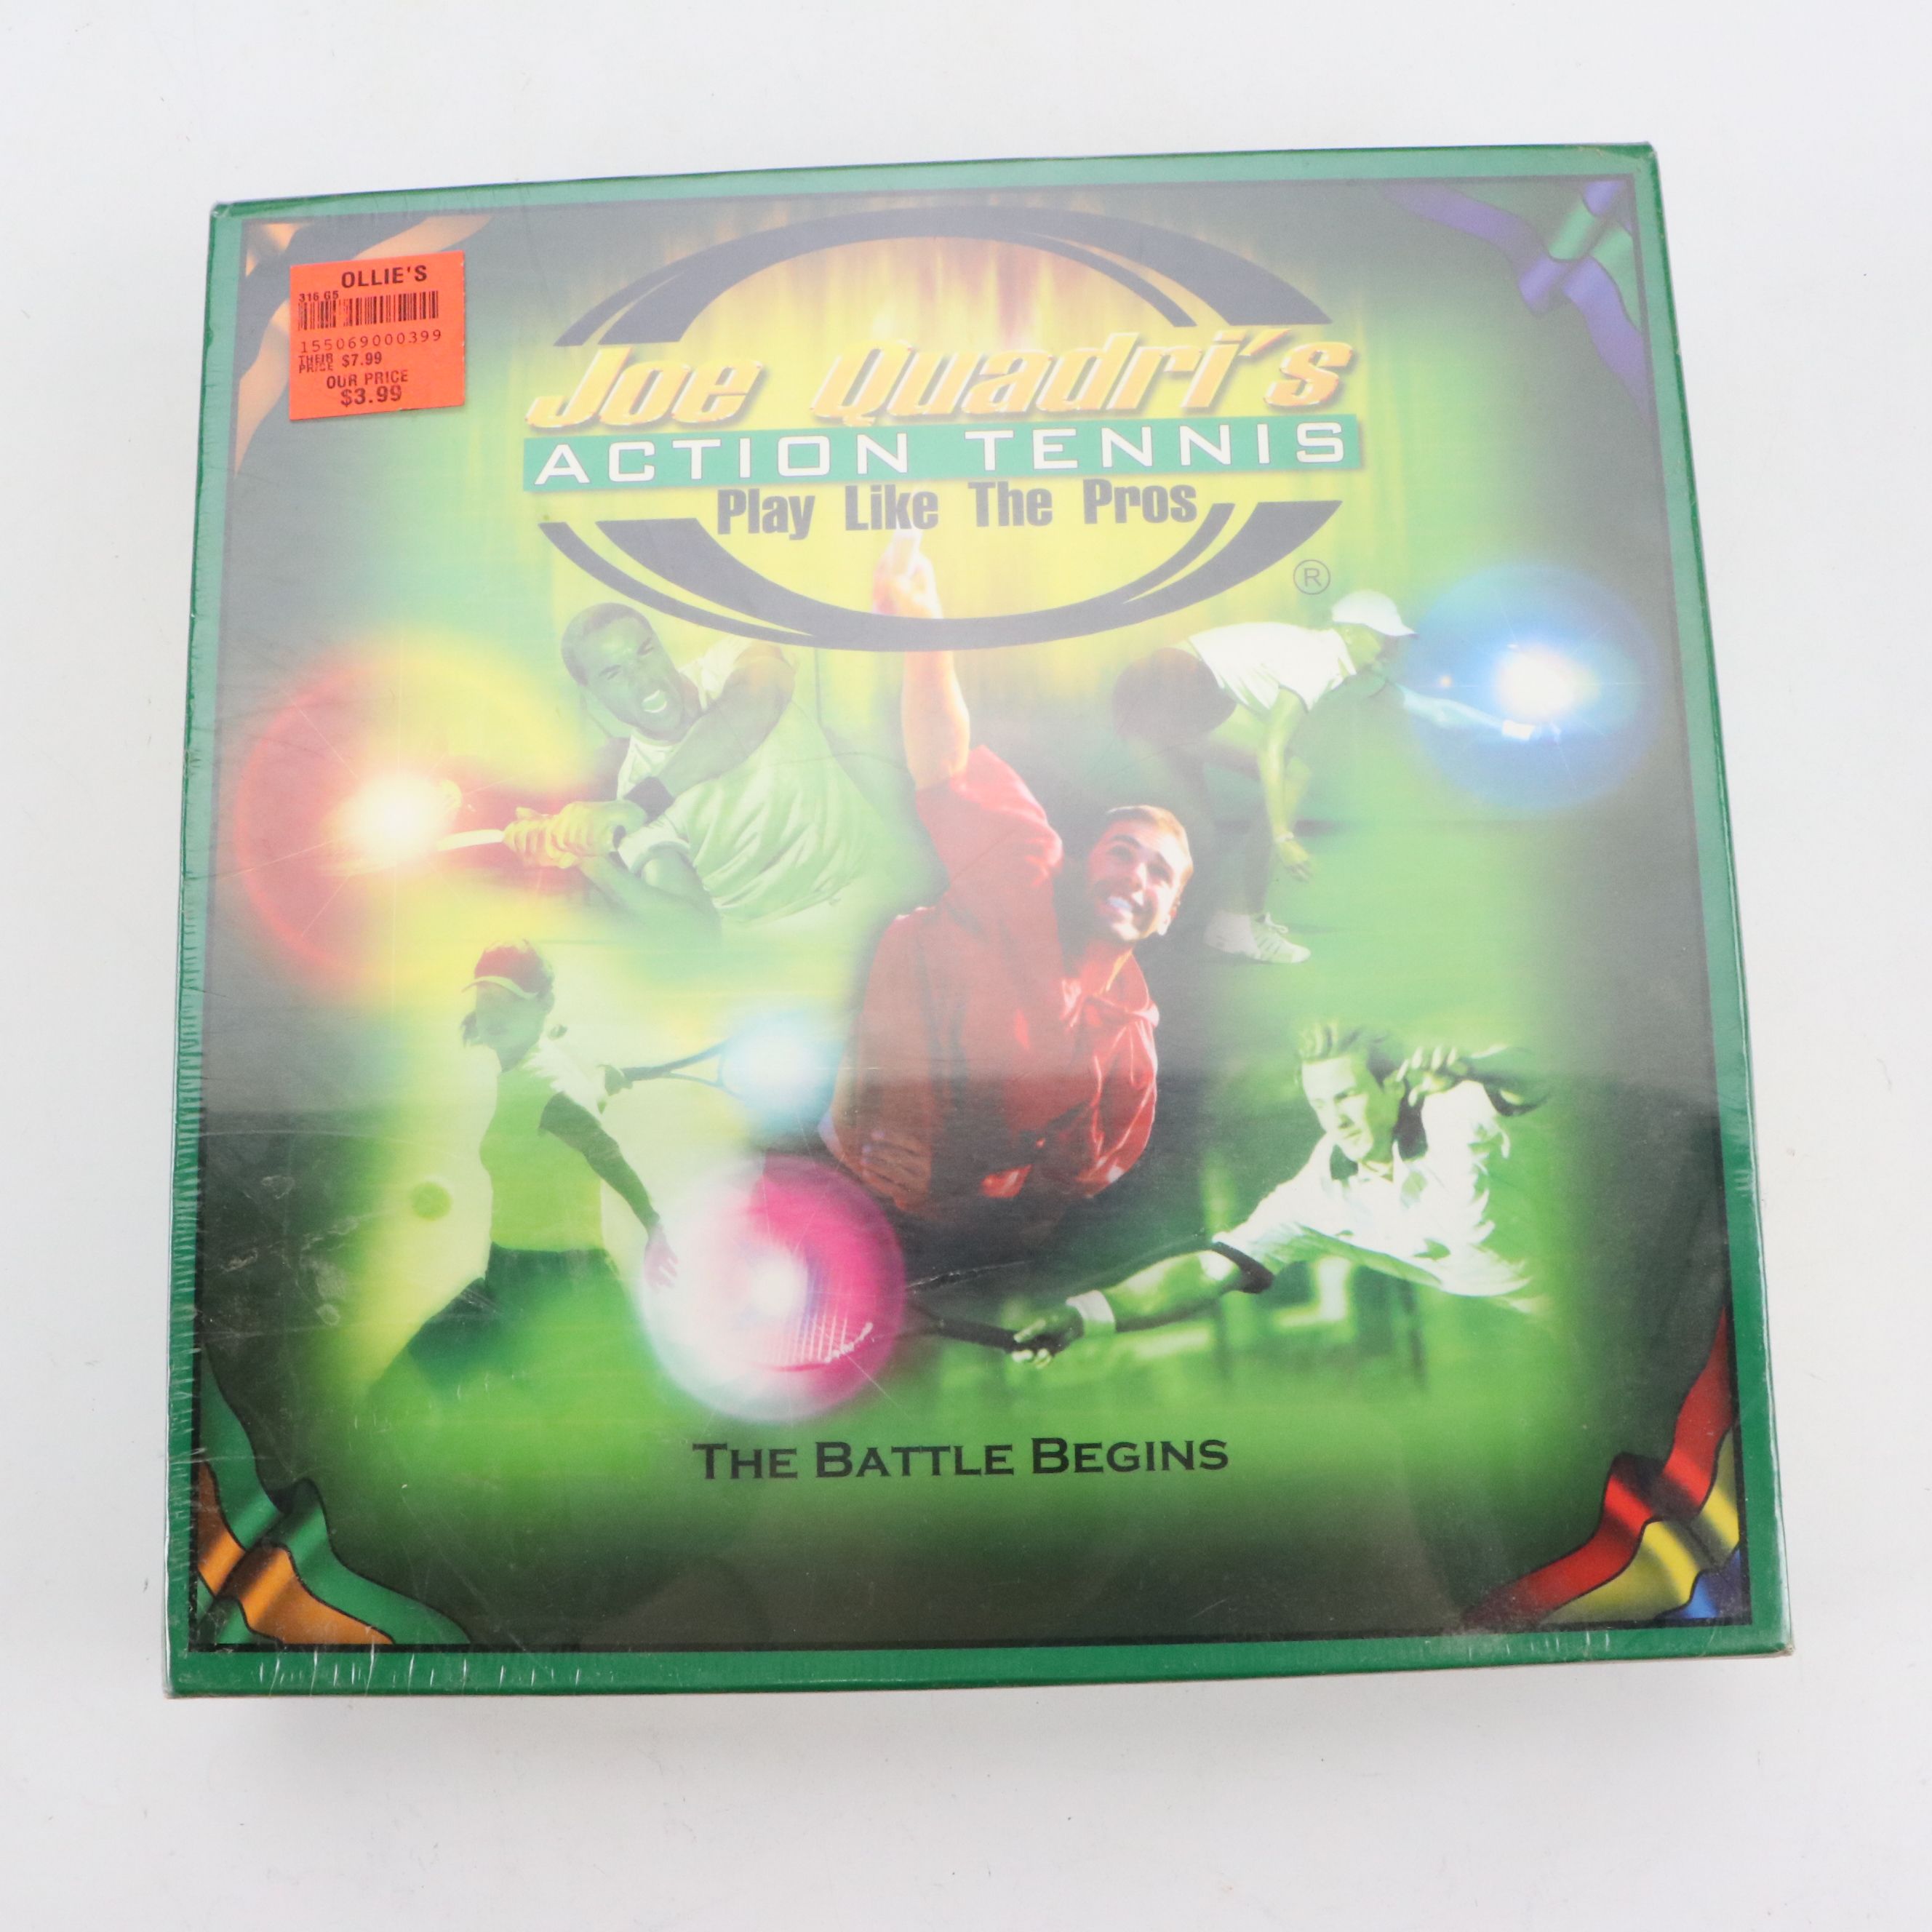 OLLIE'S
316 G5
155069000399
THEIR PRICE $7.99
OUR PRICE
$3.99
Joe Quadri's
ACTION TENNIS
Play Like The Pros
®
THE BATTLE BEGINS